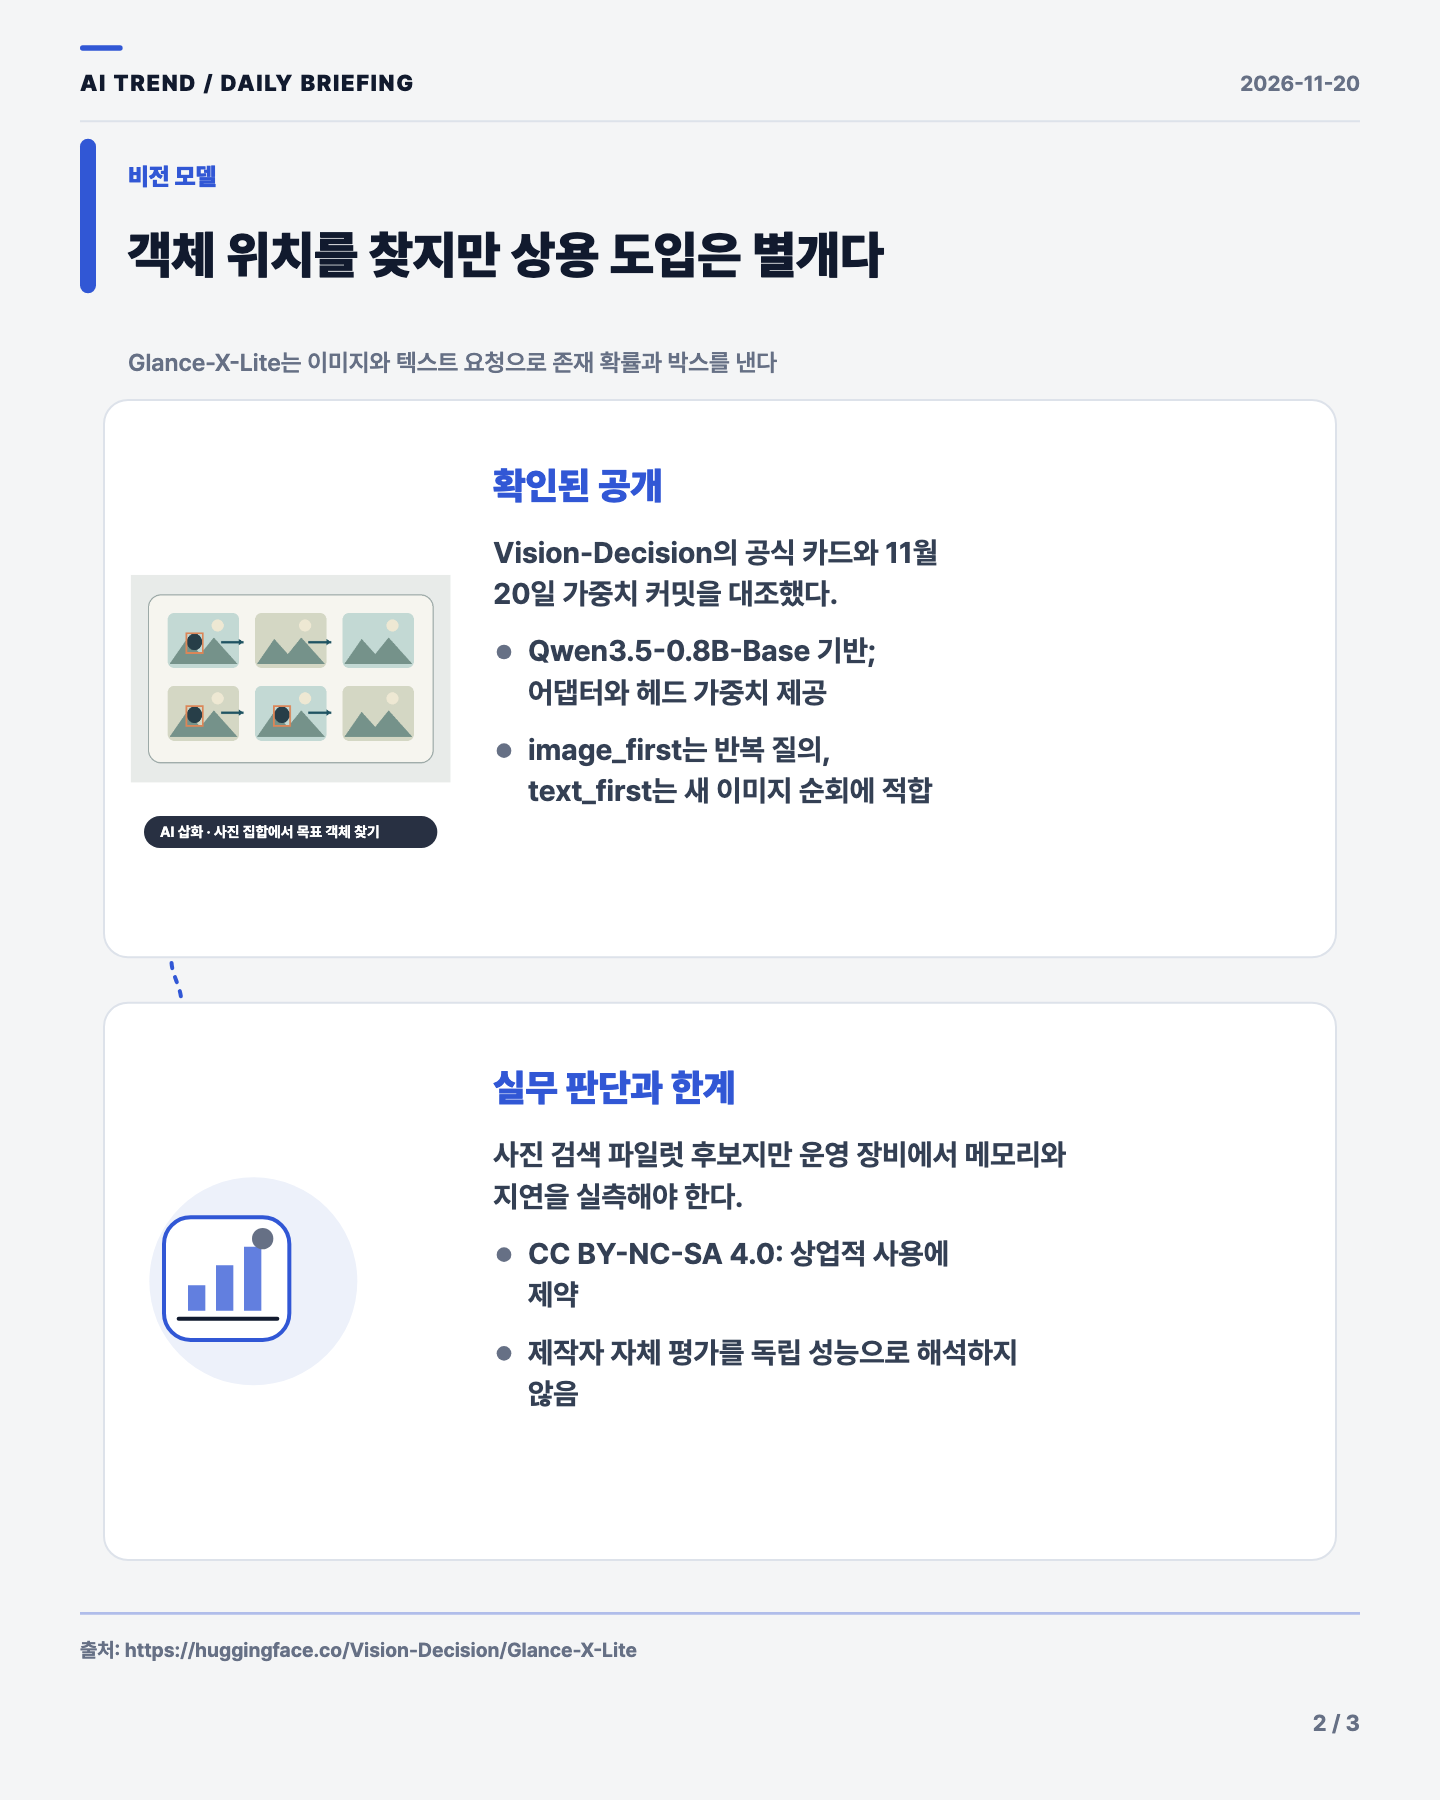 AI TREND / DAILY BRIEFING
2026-11-20
비전 모델
객체 위치를 찾지만 상용 도입은 별개다
Glance-X-Lite는 이미지와 텍스트 요청으로 존재 확률과 박스를 낸다
확인된 공개
Vision-Decision의 공식 카드와 11월
20일 가중치 커밋을 대조했다.
Qwen3.5-0.8B-Base 기반;
어댑터와 헤드 가중치 제공
image_first는 반복 질의,
text_first는 새 이미지 순회에 적합
AI 삽화 · 사진 집합에서 목표 객체 찾기
실무 판단과 한계
사진 검색 파일럿 후보지만 운영 장비에서 메모리와
지연을 실측해야 한다.
CC BY-NC-SA 4.0: 상업적 사용에
제약
제작자 자체 평가를 독립 성능으로 해석하지
않음
출처: https://huggingface.co/Vision-Decision/Glance-X-Lite
2 / 3